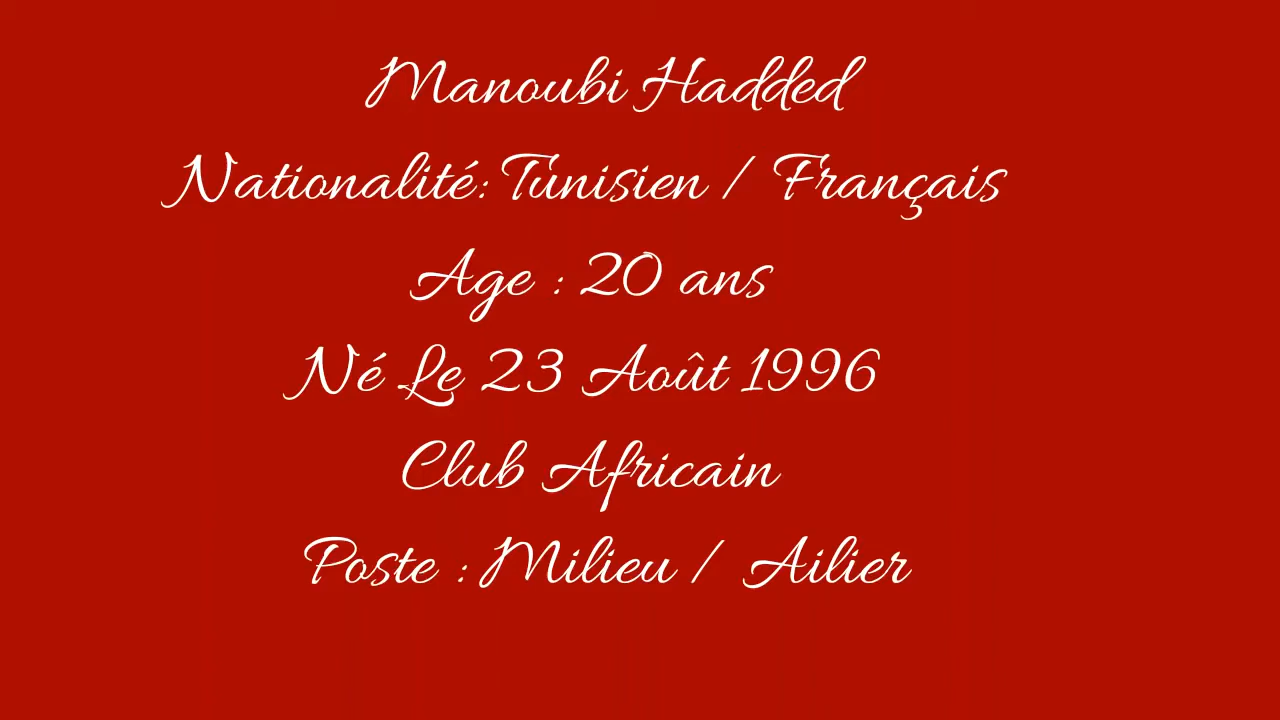 Manoubi Hadded
Nationalité: Tunisien / Français
Age : 20 ans
Né Le 23 Août 1996
Club Africain
Poste : Milieu / Ailier